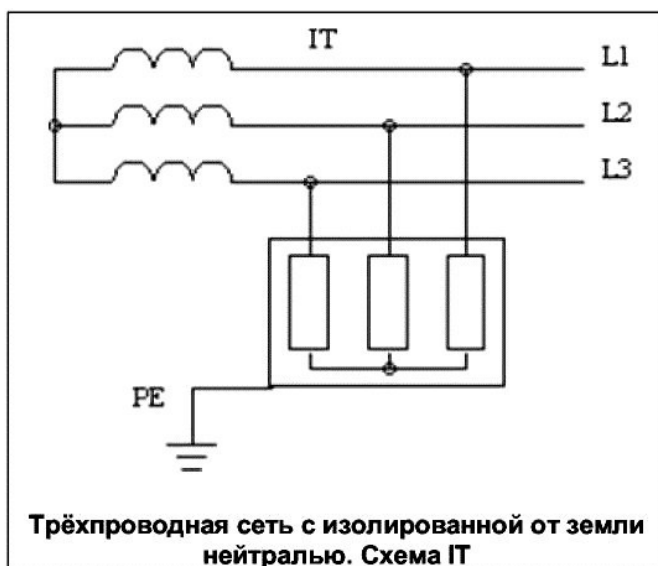 IT
L1
L2
L3
PE
Трёхпроводная сеть с изолированной от земли
нейтралью. Схема IT